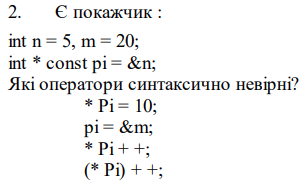 2. Є покажчик :
int n = 5, m = 20;
int * const pi = &n;
Які оператори синтаксично невірні?
* Pi = 10;
pi = &m;
* Pi + +;
(* Pi) + +;